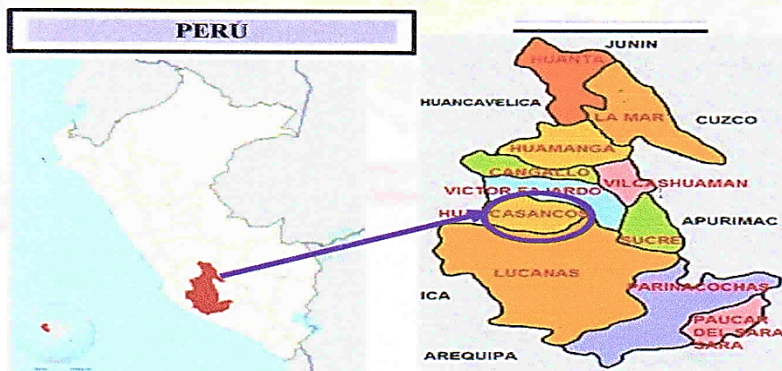 PERÚ
JUNIN
HUANTA
HUANCAVELICA
LA MAR
CUZCO
HUAMANGA
CANGALLO
VILCASHUAMAN
VICTOR FAJARDO
CASANCOS
APURIMAC
SUCRE
LUCANAS
PARINACOCHAS
ICA
PAUCAR
DEL SARA
SARA
AREQUIPA